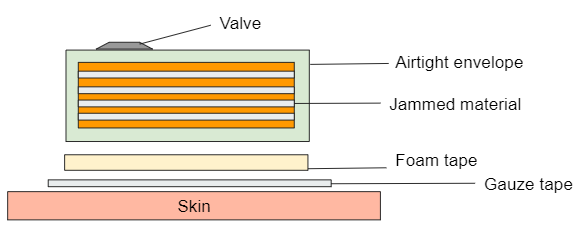 Valve
Airtight envelope
Jammed material
Foam tape
Gauze tape
Skin